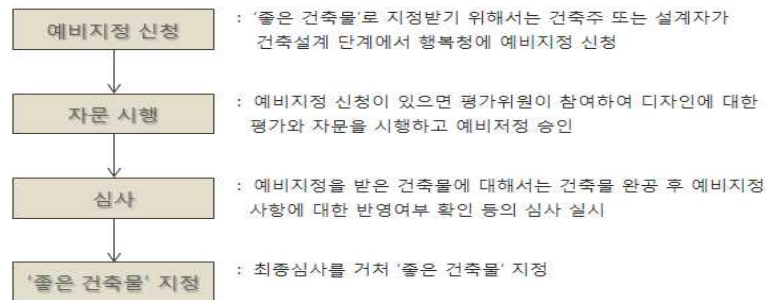 예비지정 신청
: '좋은 건축물'로 지정받기 위해서는 건축주 또는 설계자가
건축설계 단계에서 행복청에 예비지정 신청
자문 시행
: 예비지정 신청이 있으면 평가위원이 참여하여 디자인에 대한
평가와 자문을 시행하고 예비저정 승인
심사
: 예비지정을 받은 건축물에 대해서는 건축물 완공 후 예비지정
사항에 대한 반영여부 확인 등의 심사 실시
'좋은 건축물' 지정
: 최종심사를 거쳐 '좋은 건축물' 지정